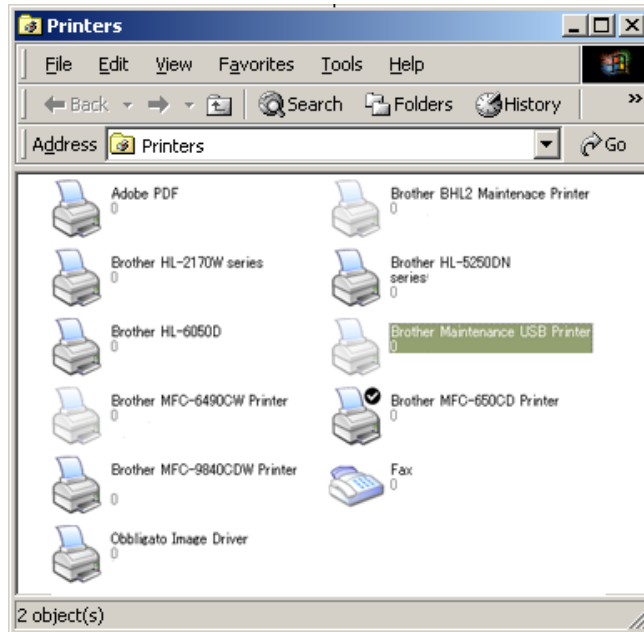 Printers
File Edit View Favorites Tools Help
Back Search Folders History »
Address Printers Go
Adobe PDF
0
Brother BHL2 Maintenace Printer
0
Brother HL-2170W series
0
Brother HL-5250DN
series
0
Brother HL-6050D
0
Brother Maintenance USB Printer
0
Brother MFC-6490CW Printer
0
Brother MFC-650CD Printer
0
Brother MFC-9840CDW Printer
0
Fax
0
Obbligato Image Driver
0
2 object(s)